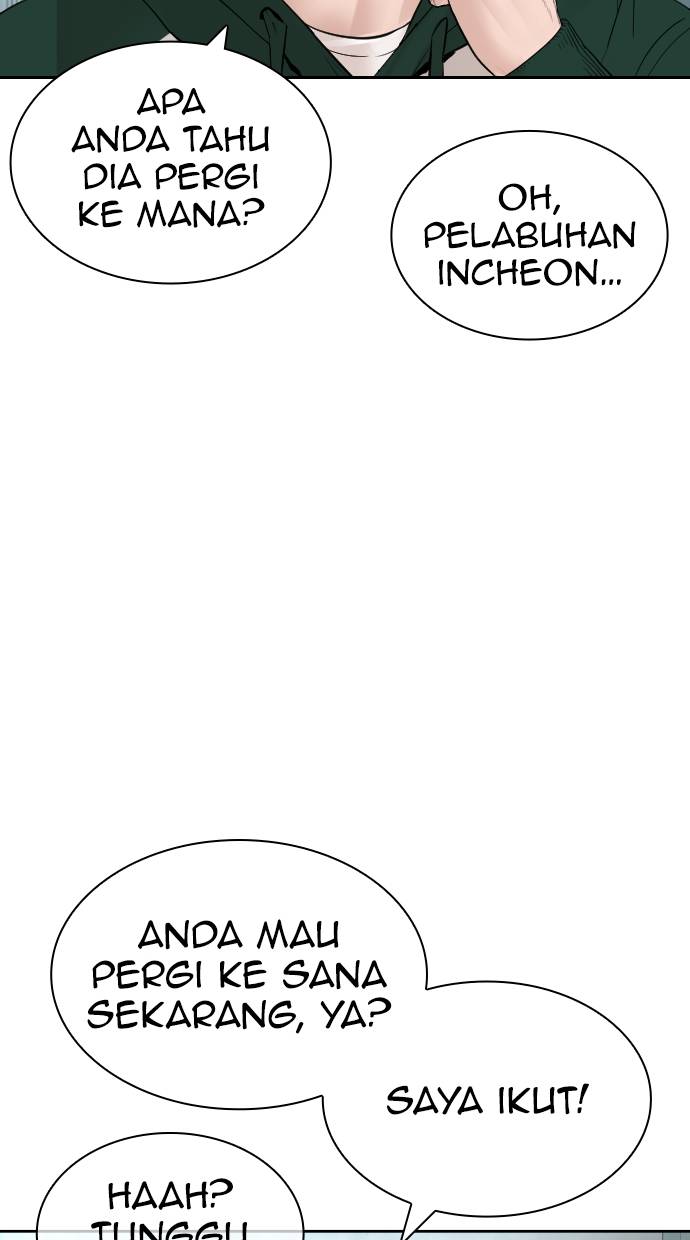 APA
ANDA TAHU
DIA PERGI
KE MANA?
OH,
PELABUHAN
INCHEON...
ANDA MAU
PERGI KE SANA
SEKARANG, YA?
SAYA IKUT!
HAAH?
TUNGGU